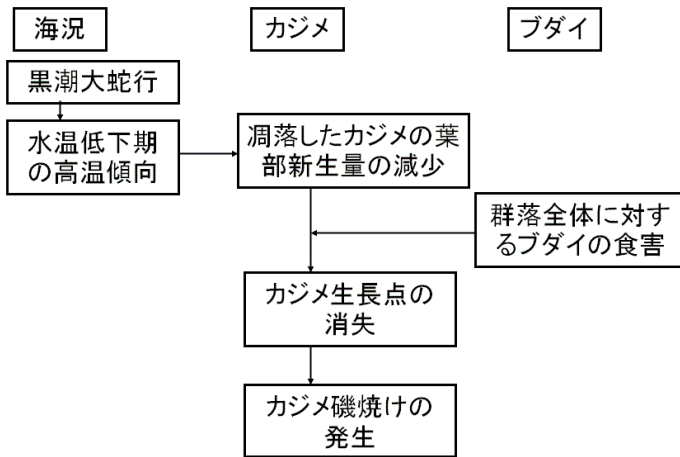 海況
カジメ
ブダイ
黒潮大蛇行
水温低下期
の高温傾向
凋落したカジメの葉
部新生量の減少
群落全体に対す
るブダイの食害
カジメ生長点の
消失
カジメ磯焼けの
発生